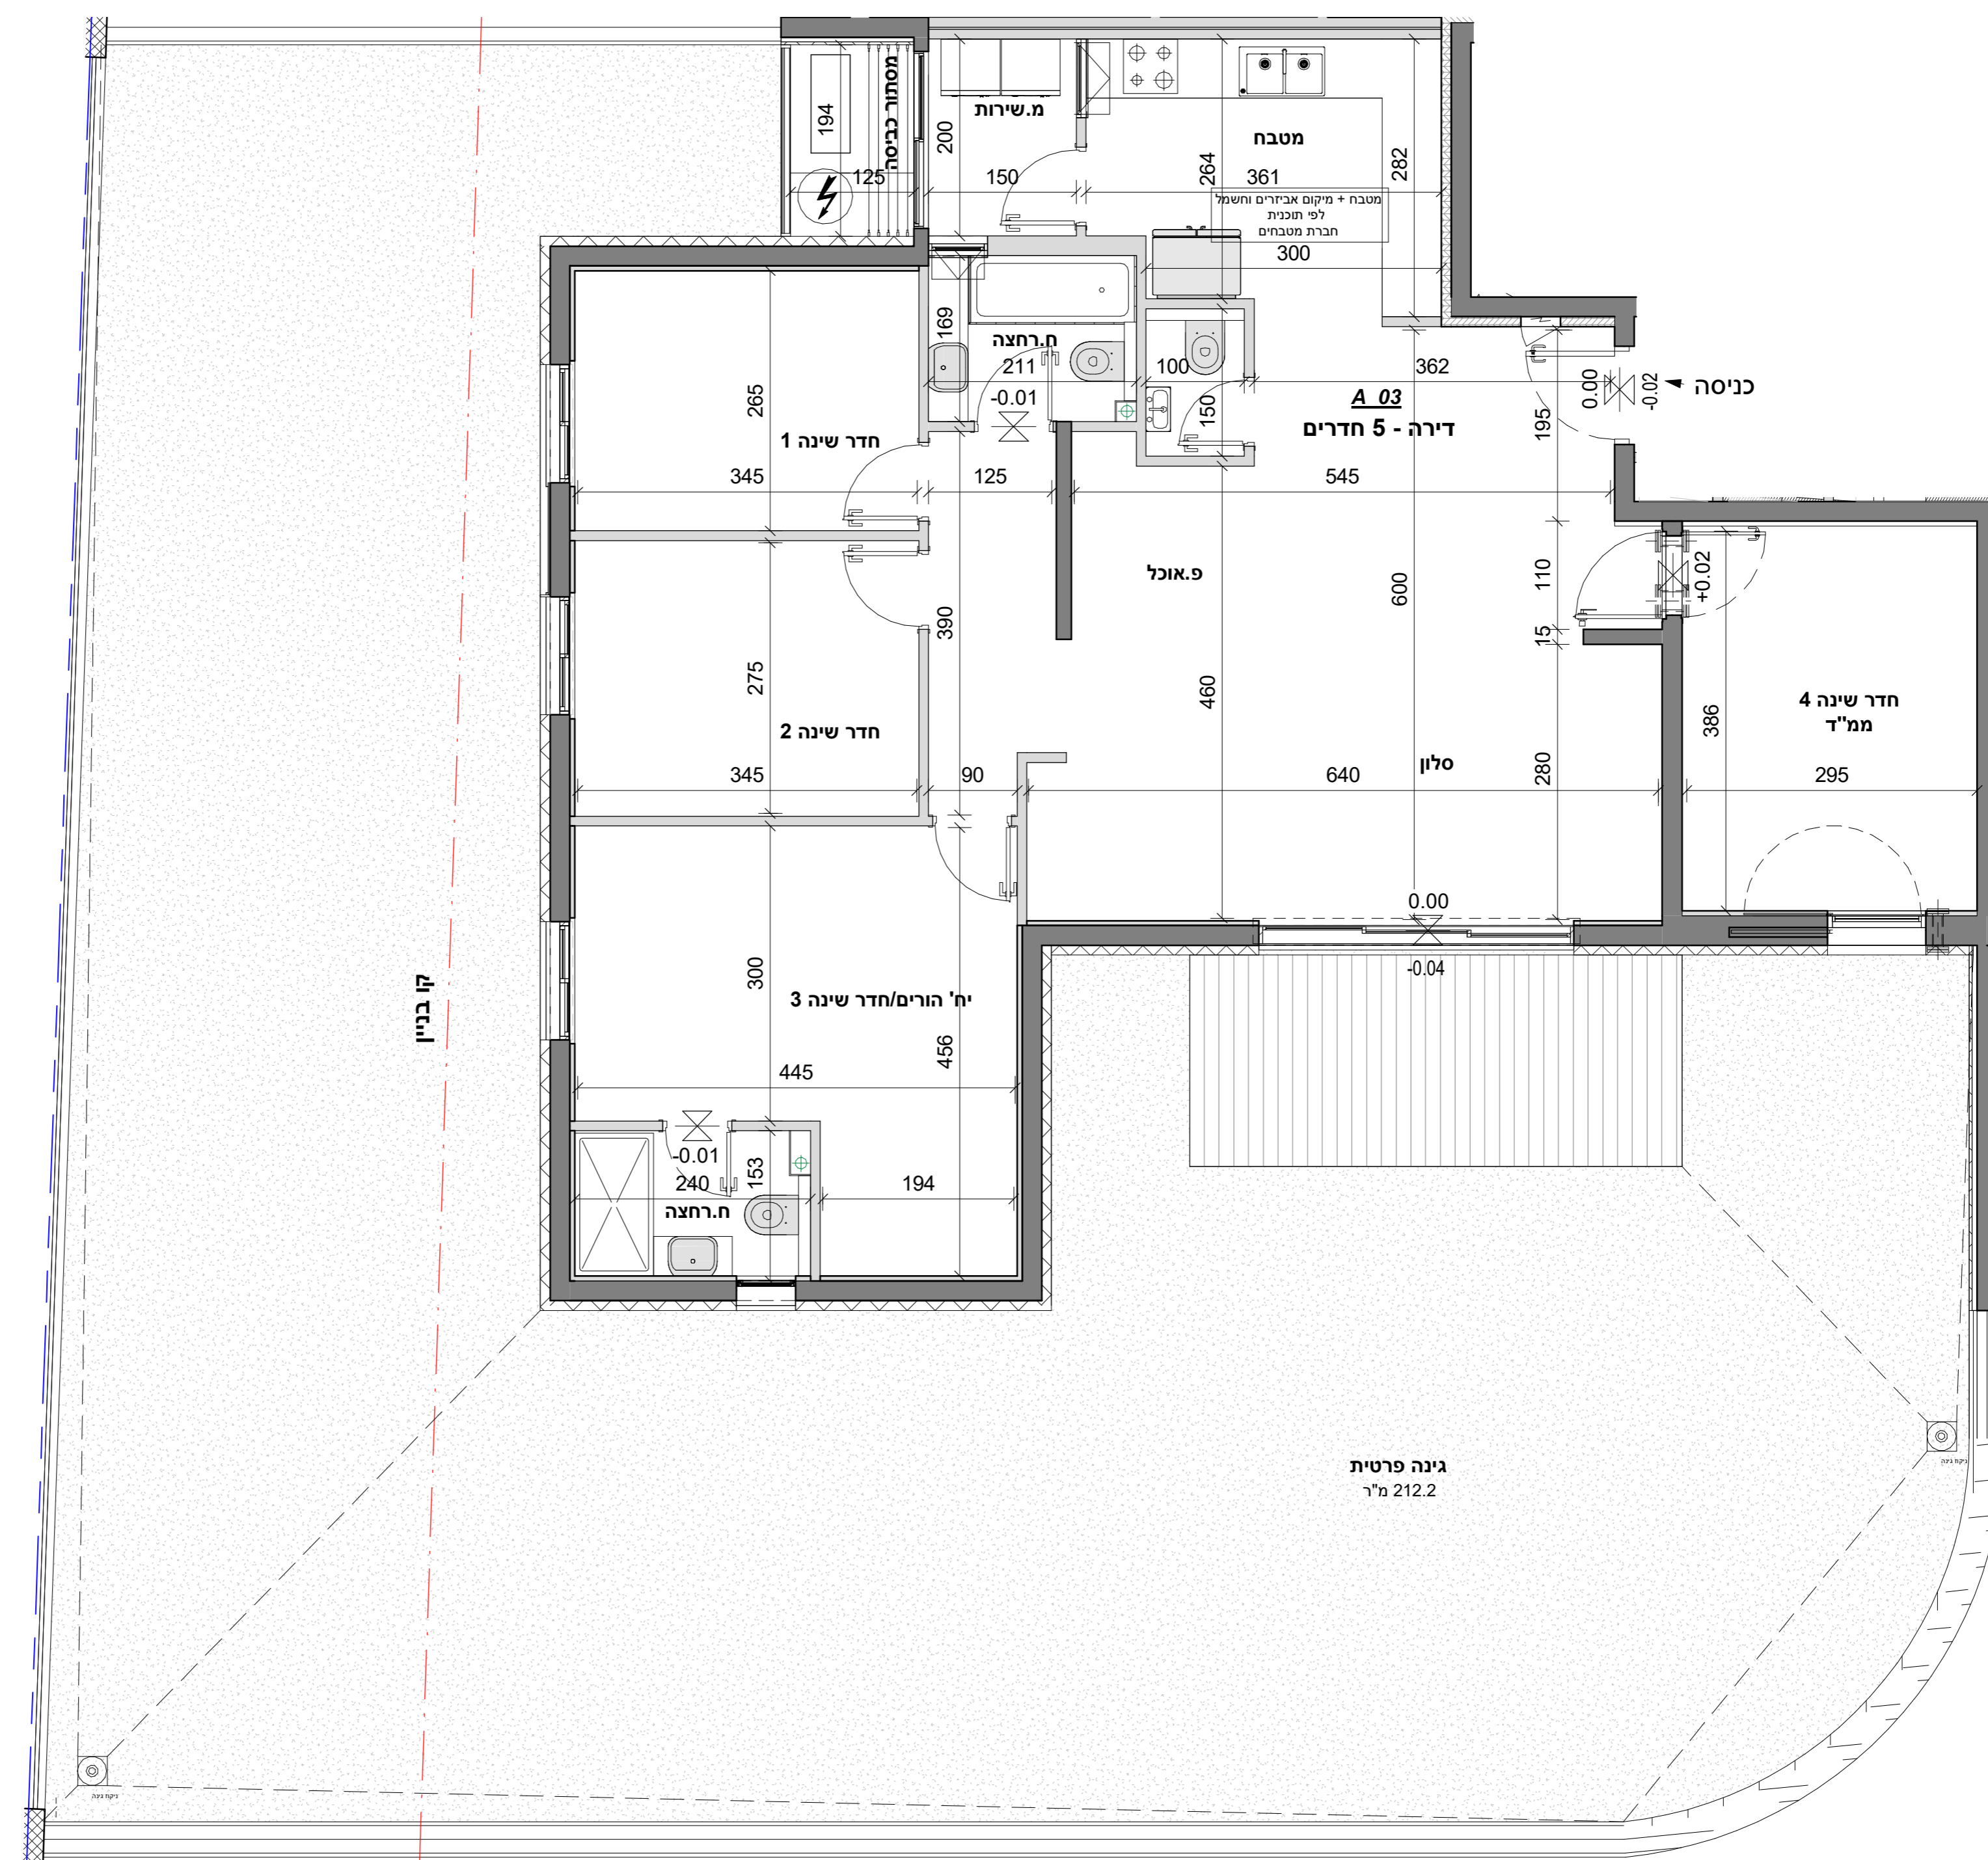 מסתור כביסה
194
125
מ.שירות
200
150
מטבח
264
361
282
מטבח + מיקום אביזרים וחשמל
לפי תוכנית
חברת מטבחים
300
169
ח.רחצה
211
-0.01
100
150
362
A 03
דירה - 5 חדרים
0.00
-0.02
כניסה
195
265
חדר שינה 1
345
125
545
390
פ.אוכל
600
110
15
+0.02
275
חדר שינה 2
345
90
460
סלון
640
280
386
חדר שינה 4
ממ"ד
295
0.00
-0.04
קו בניין
300
יח' הורים/חדר שינה 3
456
445
-0.01
153
240
ח.רחצה
194
גינה פרטית
212.2 מ"ר
ניקוז גינה
ניקוז גינה